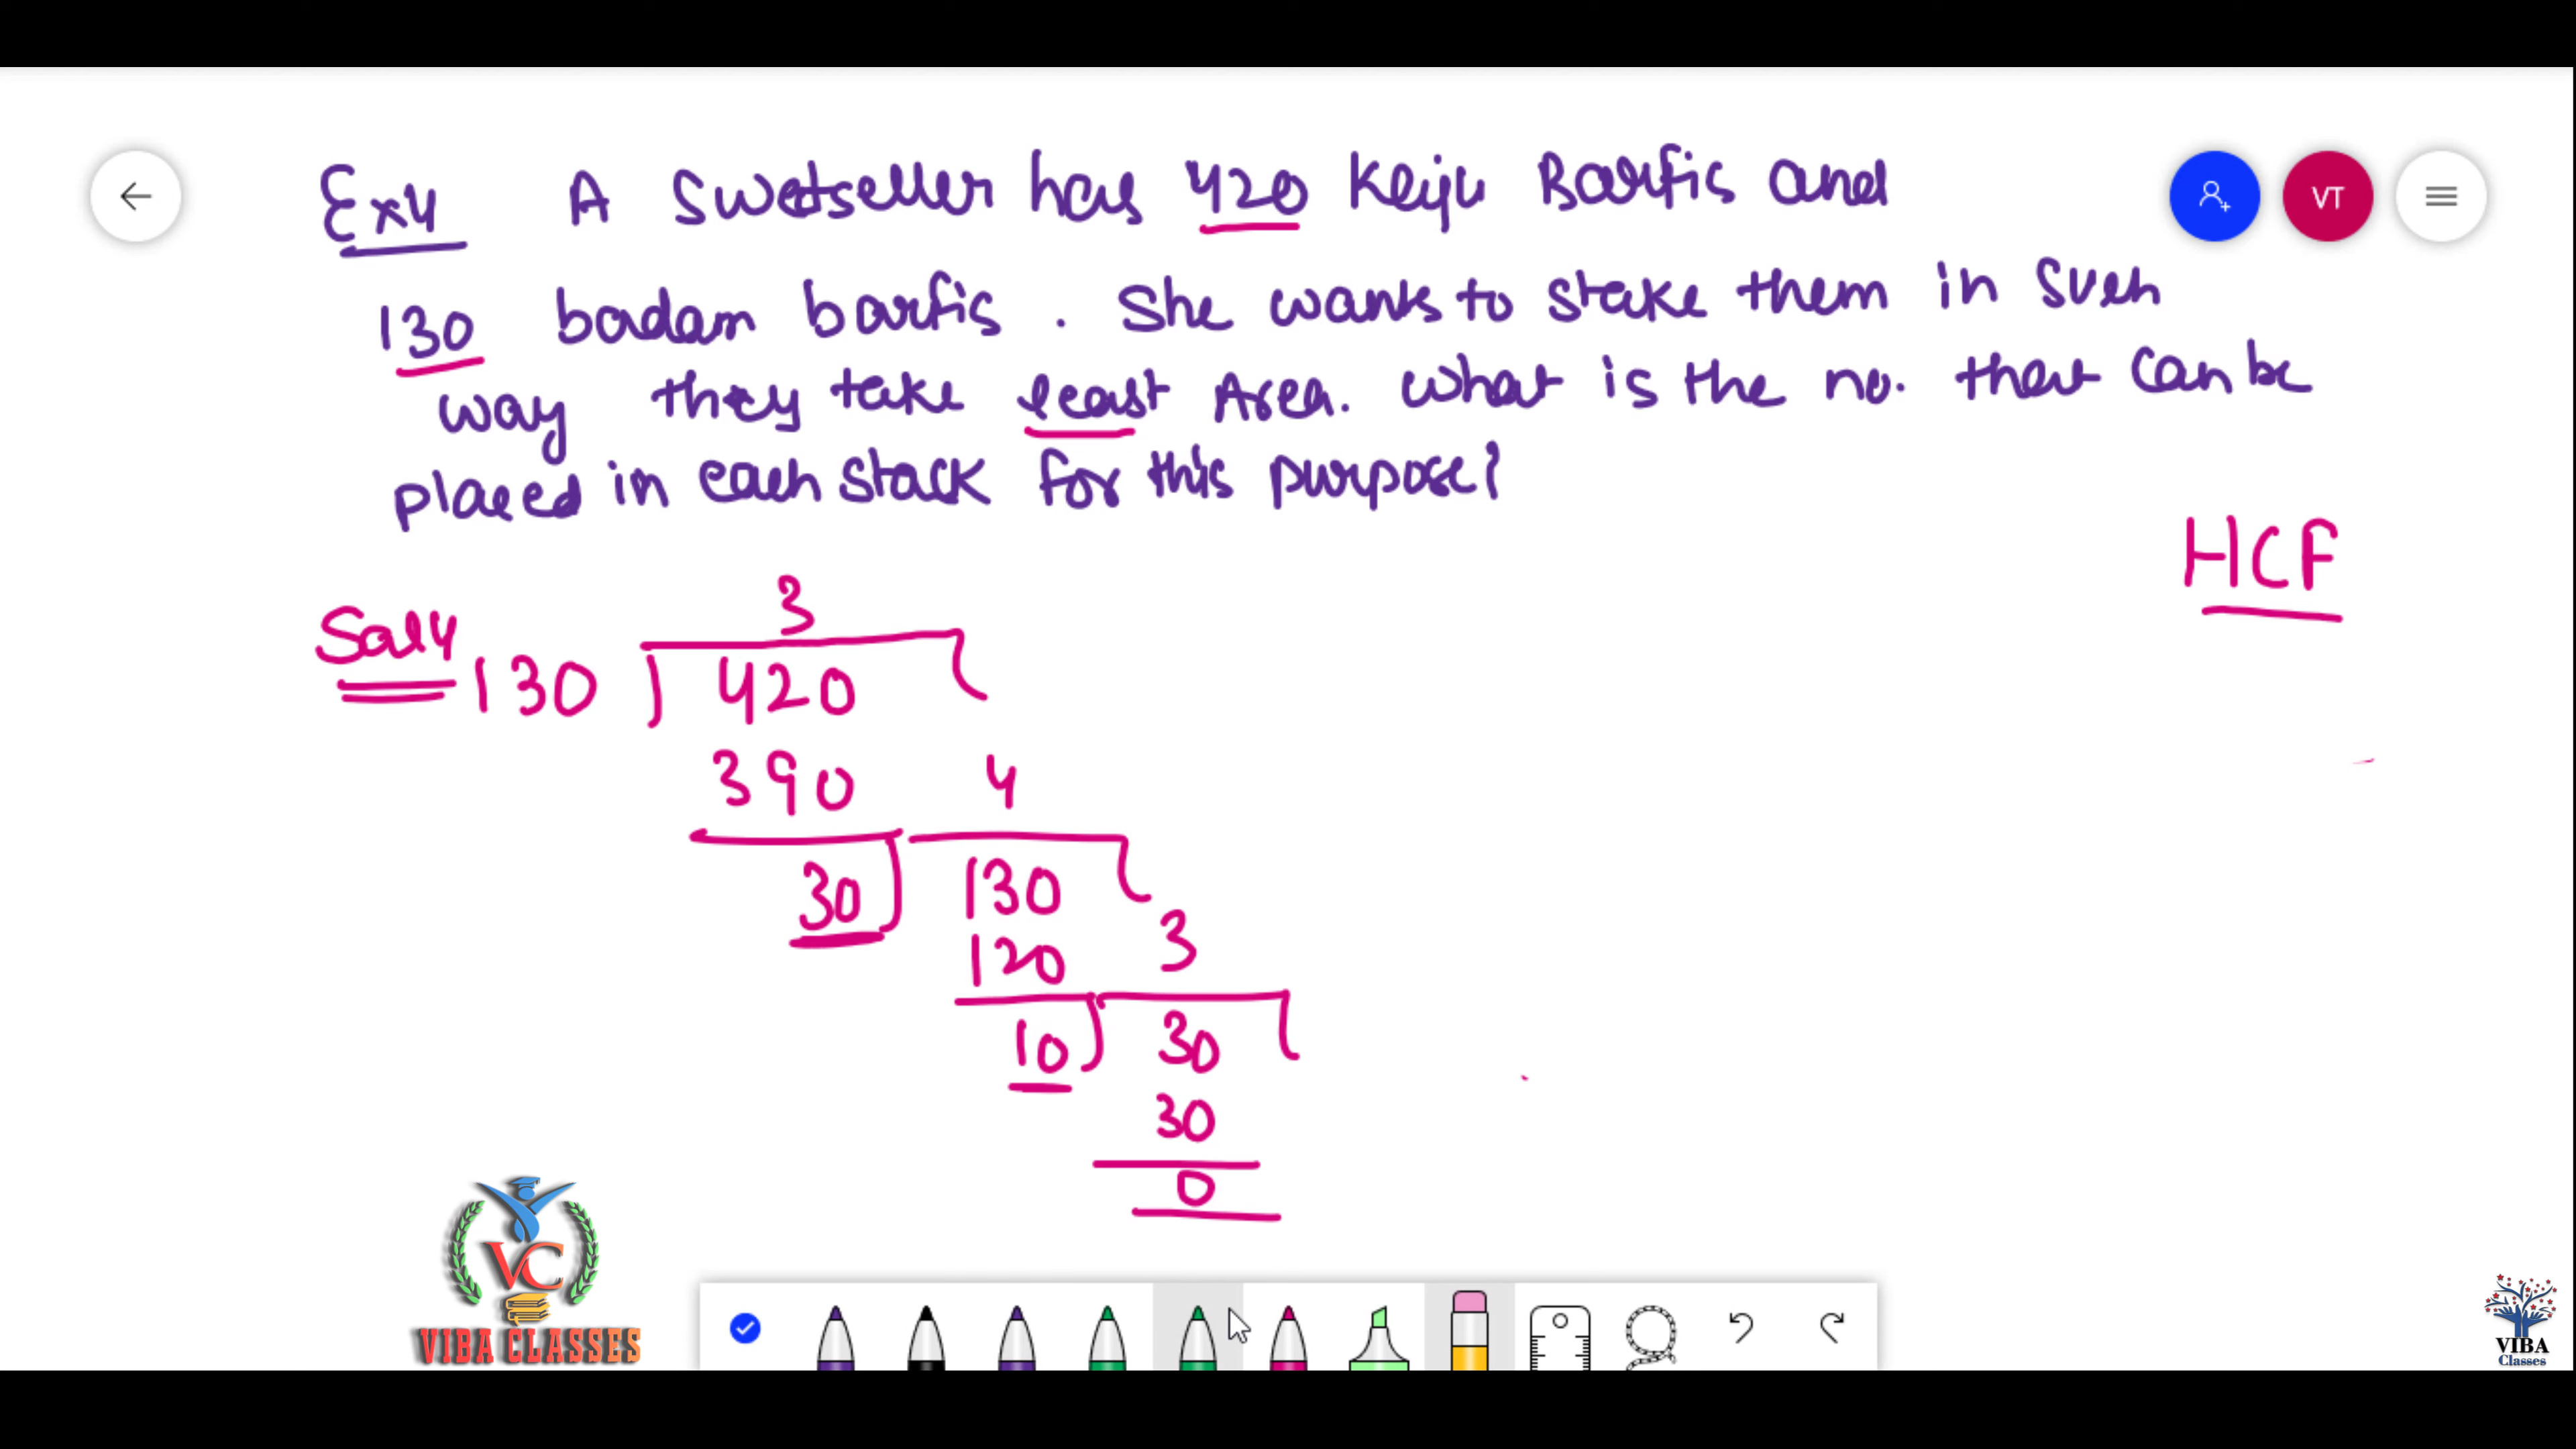 Ex4 A Sweetseller has 420 Kaju Barfis and
VT
130 badam barfis. She wants to stake them in such
way they take least Area. What is the no. that can be
placed in each stack for this purpose?
HCF
Sol4
3
130 ) 420 (
390 4
30 ) 130 (
120 3
10 ) 30 (
30
0
VC
VIBA CLASSES
VIBA
Classes